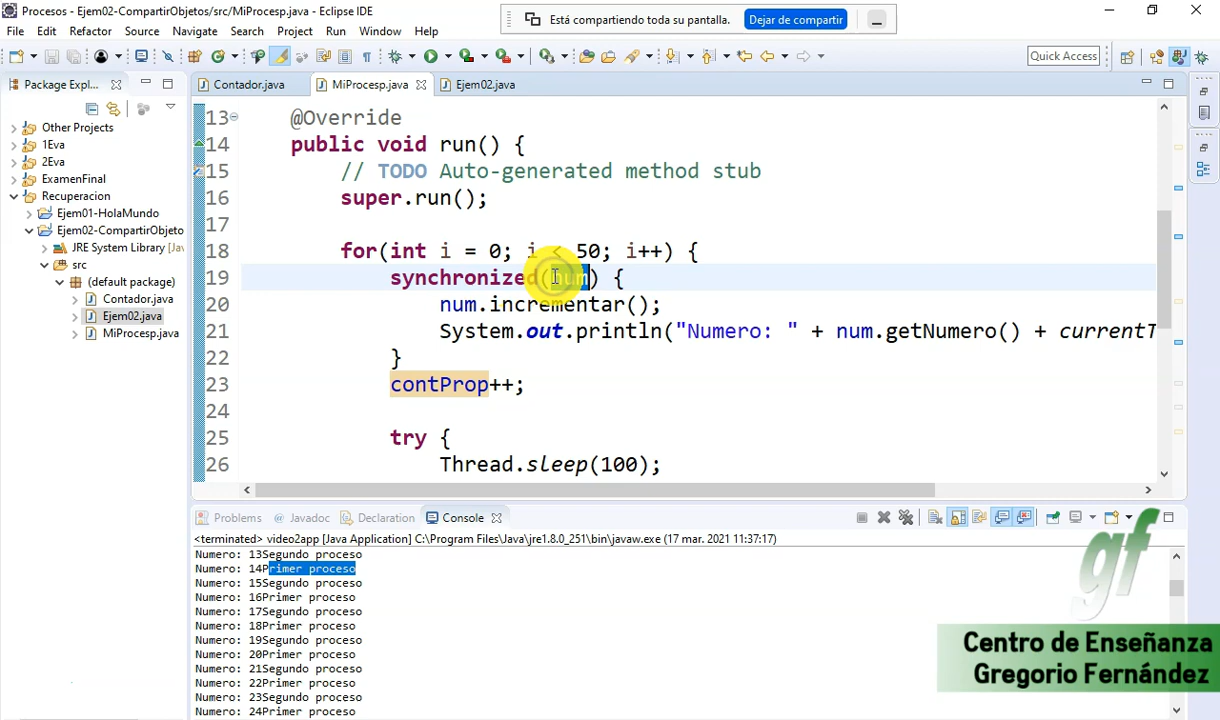 Procesos - Ejem02-CompartirObjetos/src/MiProcesp.java - Eclipse IDE
Está compartiendo toda su pantalla.
Dejar de compartir
File Edit Refactor Source Navigate Search Project Run Window Help
Quick Access
Package Expl...
Contador.java
MiProcesp.java
Ejem02.java
Other Projects
1Eva
2Eva
ExamenFinal
Recuperacion
Ejem01-HolaMundo
Ejem02-CompartirObjeto
JRE System Library [Jav
src
(default package)
Contador.java
Ejem02.java
MiProcesp.java
13 @Override
14 public void run() {
15 // TODO Auto-generated method stub
16 super.run();
17
18 for(int i = 0; i < 50; i++) {
19 synchronized(num) {
20 num.incrementar();
21 System.out.println("Numero: " + num.getNumero() + currentT
22 }
23 contProp++;
24
25 try {
26 Thread.sleep(100);
Problems
Javadoc
Declaration
Console
<terminated> video2app [Java Application] C:\Program Files\Java\jre1.8.0_251\bin\javaw.exe (17 mar. 2021 11:37:17)
Numero: 13Segundo proceso
Numero: 14Primer proceso
Numero: 15Segundo proceso
Numero: 16Primer proceso
Numero: 17Segundo proceso
Numero: 18Primer proceso
Numero: 19Segundo proceso
Numero: 20Primer proceso
Numero: 21Segundo proceso
Numero: 22Primer proceso
Numero: 23Segundo proceso
Numero: 24Primer proceso
gf
Centro de Enseñanza
Gregorio Fernández